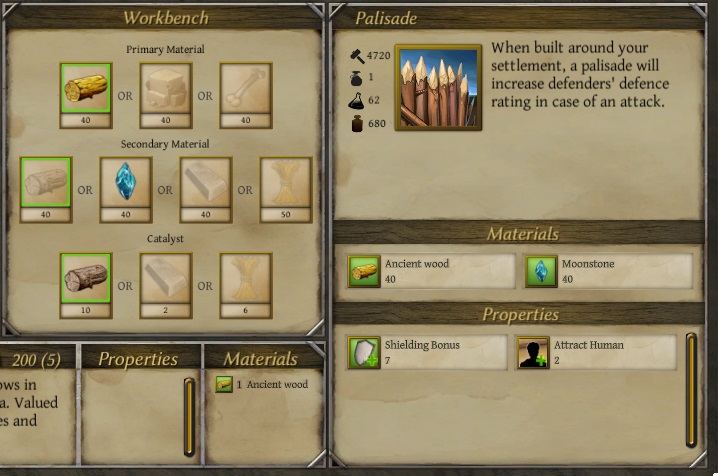 Workbench
Primary Material
OR
OR
40
40
40
Secondary Material
OR
OR
OR
40
40
40
50
Catalyst
OR
OR
10
2
6
200 (5)
ows in
a. Valued
es and
Properties
Materials
1 Ancient wood
Palisade
4720
1
62
680
When built around your
settlement, a palisade will
increase defenders' defence
rating in case of an attack.
Materials
Ancient wood
40
Moonstone
40
Properties
Shielding Bonus
7
Attract Human
2